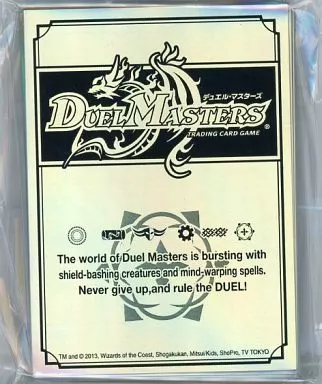 デュエル・マスターズ
DUEL MASTERS
TRADING CARD GAME
®
The world of Duel Masters is bursting with
shield-bashing creatures and mind-warping spells.
Never give up,and rule the DUEL!
TM and © 2013, Wizards of the Coast, Shogakukan, Mitsui/Kids, ShoPro, TV TOKYO